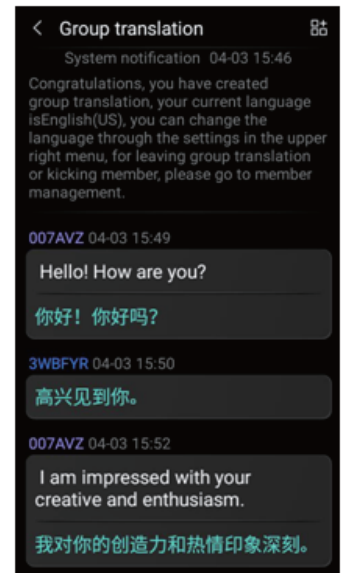 < Group translation
System notification 04-03 15:46
Congratulations, you have created
group translation, your current language
isEnglish(US), you can change the
language through the settings in the upper
right menu, for leaving group translation
or kicking member, please go to member
management.
007AVZ 04-03 15:49
Hello! How are you?
你好！你好吗？
3WBFYR 04-03 15:50
高兴见到你。
007AVZ 04-03 15:52
I am impressed with your
creative and enthusiasm.
我对你的创造力和热情印象深刻。